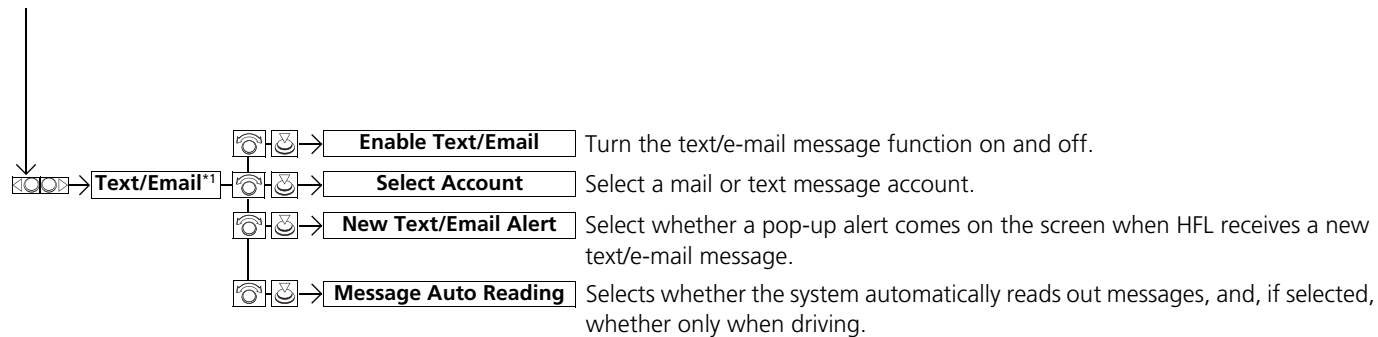 Enable Text/Email Turn the text/e-mail message function on and off.
Text/Email*1 Select Account Select a mail or text message account.
New Text/Email Alert Select whether a pop-up alert comes on the screen when HFL receives a new
text/e-mail message.
Message Auto Reading Selects whether the system automatically reads out messages, and, if selected,
whether only when driving.